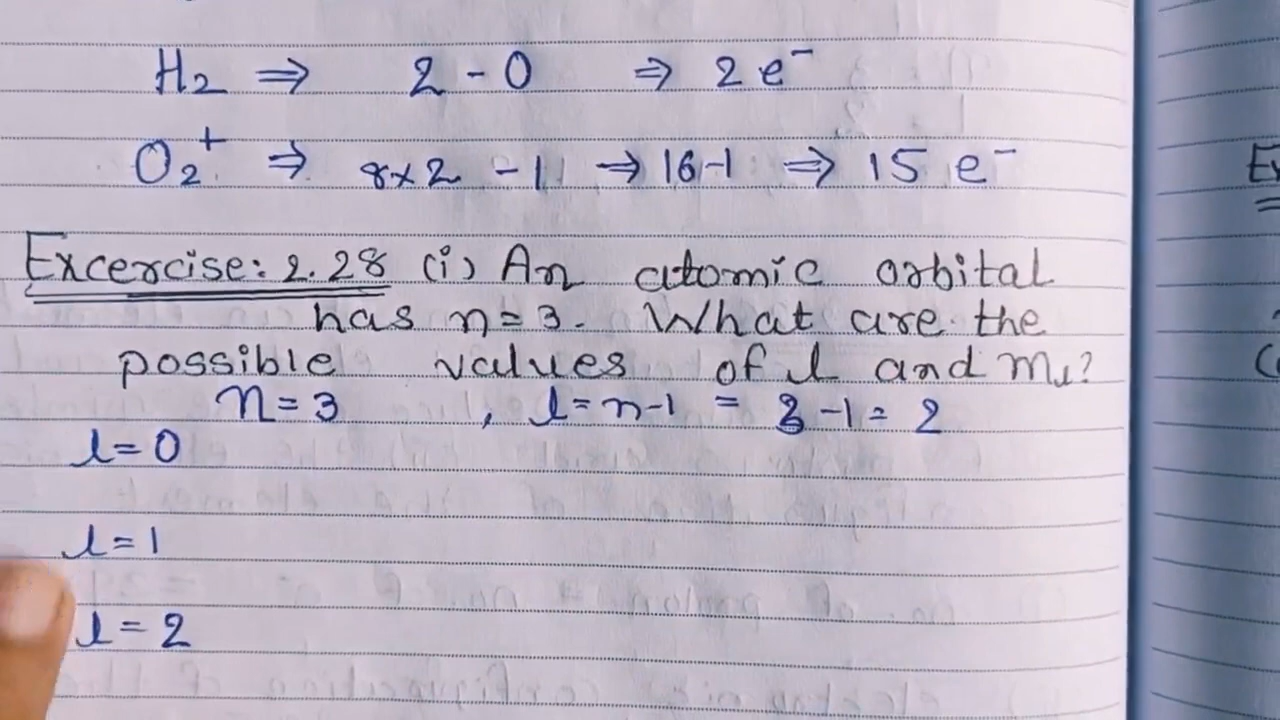 H2 ⇒ 2 - 0 ⇒ 2 e⁻
O2⁺ ⇒ 8×2 - 1 → 16-1 ⇒ 15 e⁻
Excercise: 2.28 (i) An atomic orbital
has n=3. What are the
possible values of l and ml?
n=3 , l=n-1 = 3-1= 2
l=0
l=1
l=2